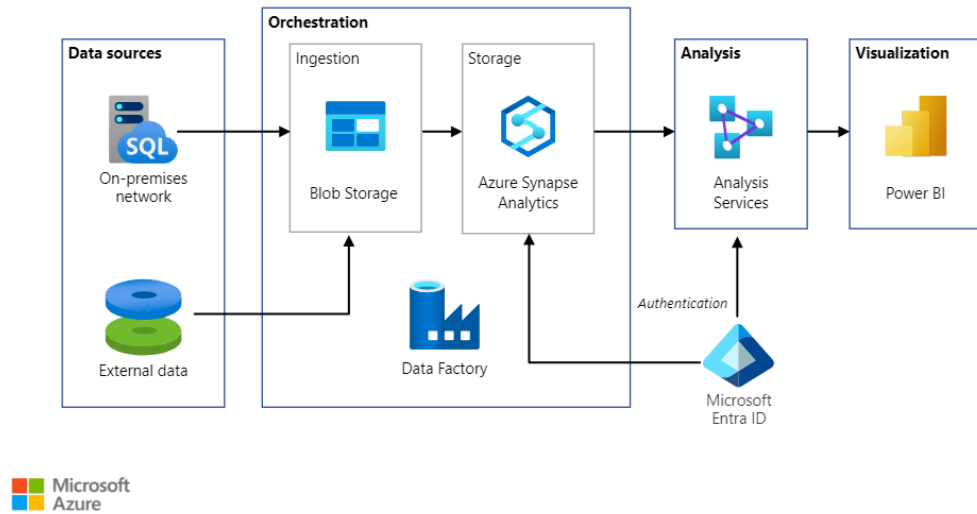 Orchestration
Data sources
Ingestion
Storage
Analysis
Visualization
SQL
On-premises
network
Blob Storage
Azure Synapse
Analytics
Analysis
Services
Power BI
Authentication
External data
Data Factory
Microsoft
Entra ID
Microsoft
Azure